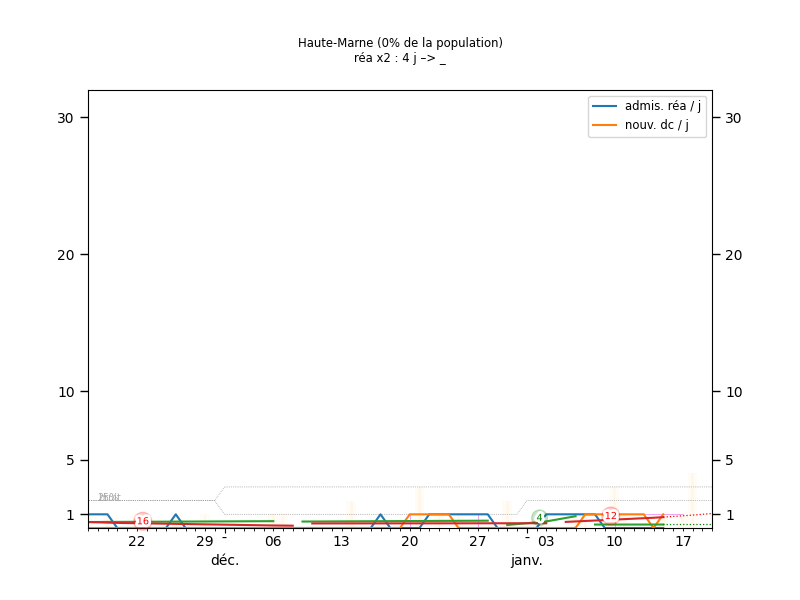 Haute-Marne (0% de la population)
réa x2 : 4 j –> _
admis. réa / j
nouv. dc / j
30 30
20 20
10 10
5 5
1 1
16 4 12
22 29 - 06 13 20 27 - 03 10 17
déc. janv.